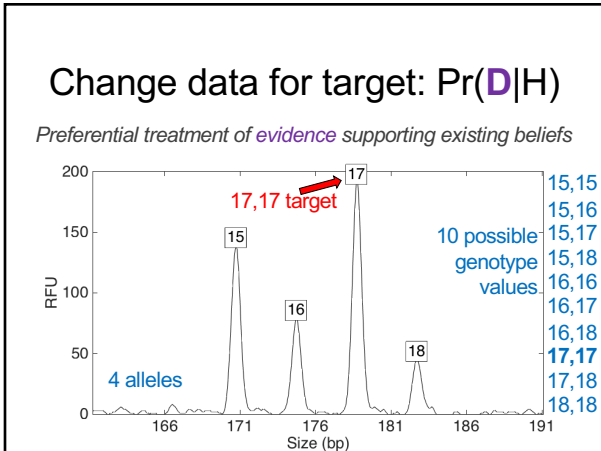 Change data for target: Pr(D|H)
Preferential treatment of evidence supporting existing beliefs
200
150
100
50
0
RFU
15
16
17
18
17,17 target
4 alleles
10 possible
genotype
values
15,15
15,16
15,17
15,18
16,16
16,17
16,18
17,17
17,18
18,18
166
171
176
181
186
191
Size (bp)